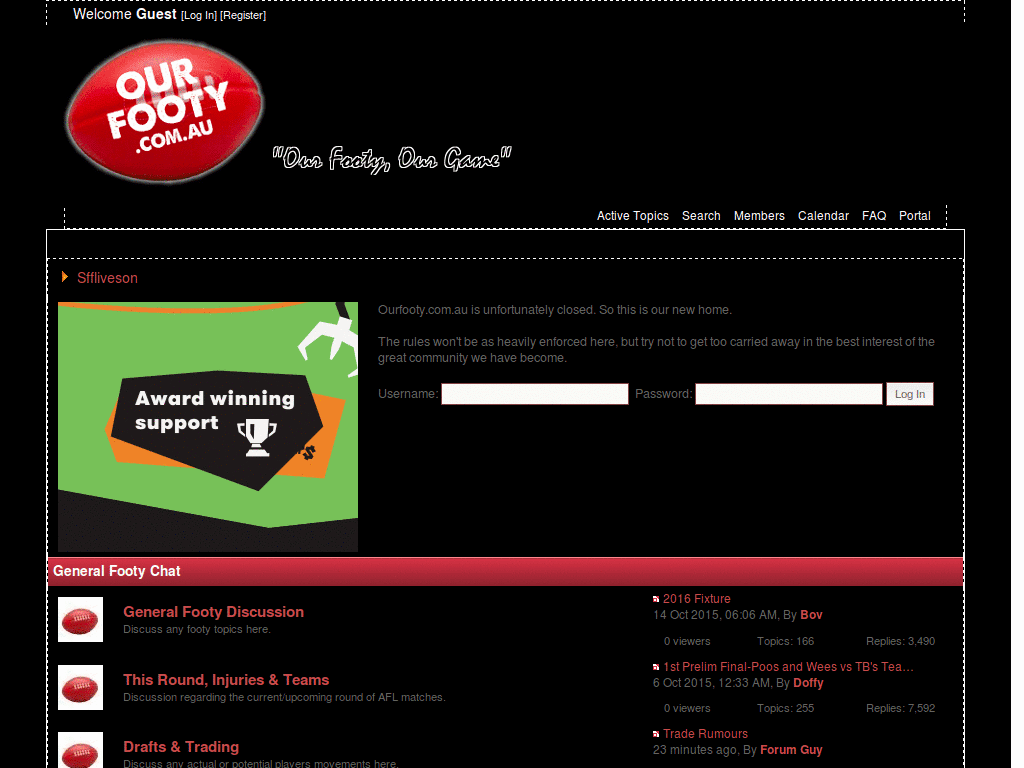 Welcome Guest [Log In] [Register]
OUR
FOOTY
.COM.AU
"Our Footy, Our Game"
Active Topics Search Members Calendar FAQ Portal
Sffliveson
Ourfooty.com.au is unfortunately closed. So this is our new home.
The rules won't be as heavily enforced here, but try not to get too carried away in the best interest of the
great community we have become.
Username: Password: Log In
Award winning
support
General Footy Chat
General Footy Discussion
Discuss any footy topics here.
2016 Fixture
14 Oct 2015, 06:06 AM, By Bov
0 viewers Topics: 166 Replies: 3,490
This Round, Injuries & Teams
Discussion regarding the current/upcoming round of AFL matches.
1st Prelim Final-Poos and Wees vs TB's Tea...
6 Oct 2015, 12:33 AM, By Doffy
0 viewers Topics: 255 Replies: 7,592
Drafts & Trading
Discuss any actual or potential players movements here.
Trade Rumours
23 minutes ago, By Forum Guy